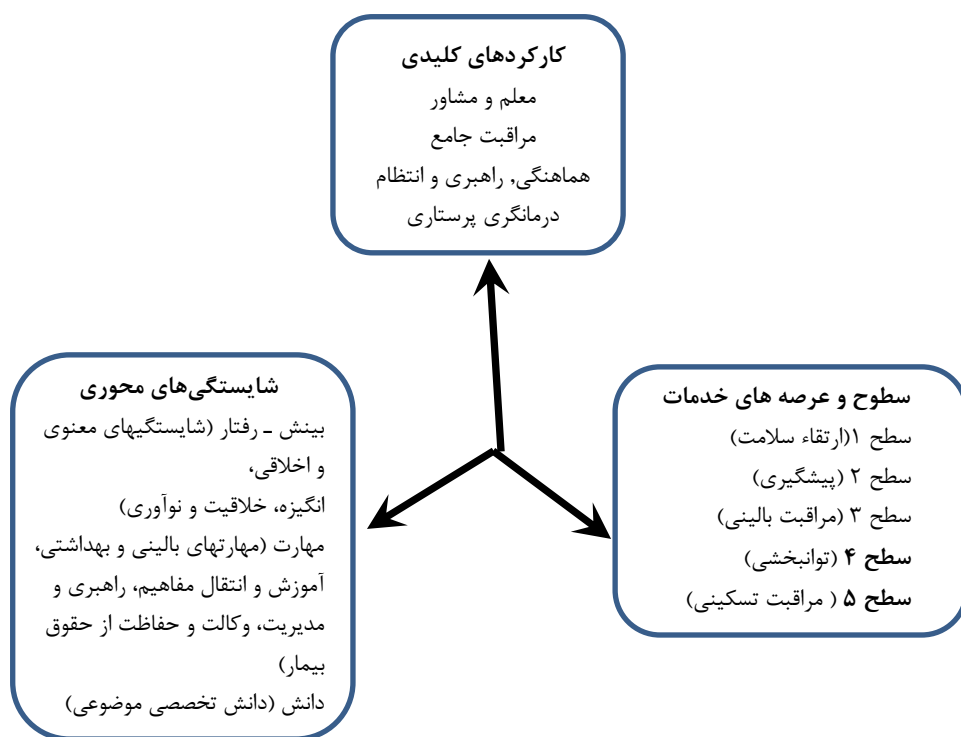 کارکردهای کلیدی
معلم و مشاور
مراقبت جامع
هماهنگی, راهبری و انتظام
درمانگری پرستاری
سطوح و عرصه های خدمات
سطح ۱(ارتقاء سلامت)
سطح ۲ (پیشگیری)
سطح ۳ (مراقبت بالینی)
سطح ۴ (توانبخشی)
سطح ۵ ( مراقبت تسکینی)
شایستگی‌های محوری
بینش ـ رفتار (شایستگیهای معنوی
و اخلاقی،
انگیزه، خلاقیت و نوآوری)
مهارت (مهارتهای بالینی و بهداشتی،
آموزش و انتقال مفاهیم، راهبری و
مدیریت، وکالت و حفاظت از حقوق
بیمار)
دانش (دانش تخصصی موضوعی)